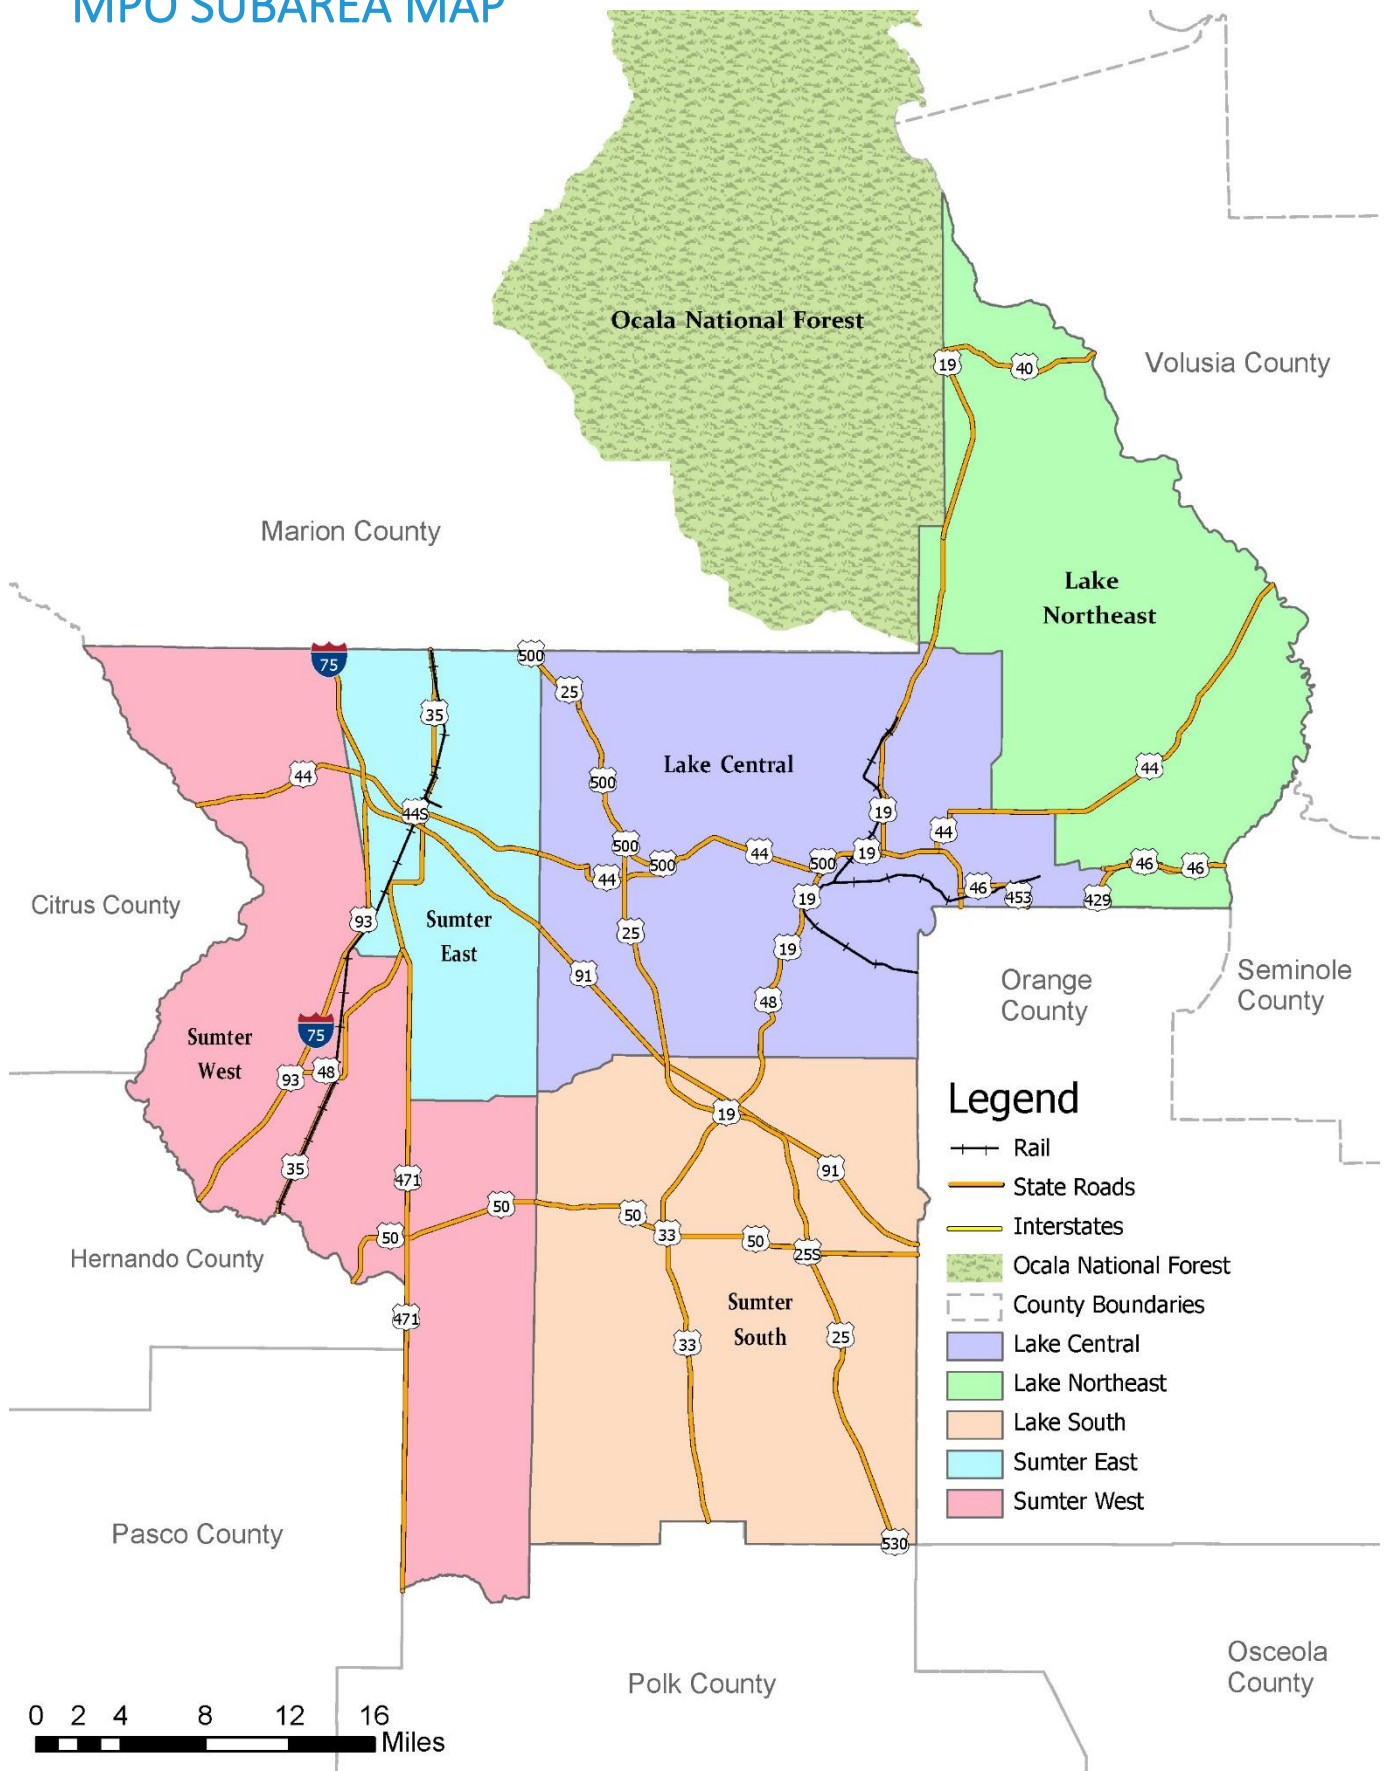 MPO SUBAREA MAP
Ocala National Forest
Volusia County
19
40
Marion County
Lake
Northeast
75
500
25
35
Lake Central
44
44
500
44S
19
44
500
44
500
500
19
46
46
44
46
453
429
19
Citrus County
93
Sumter
East
25
19
91
48
Orange
County
Seminole
County
Sumter
West
75
93
48
19
35
471
91
50
50
50
33
50
25S
Hernando County
471
Sumter
South
33
25
530
Legend
Rail
State Roads
Interstates
Ocala National Forest
County Boundaries
Lake Central
Lake Northeast
Lake South
Sumter East
Sumter West
Pasco County
Polk County
Osceola
County
0 2 4 8 12 16
Miles